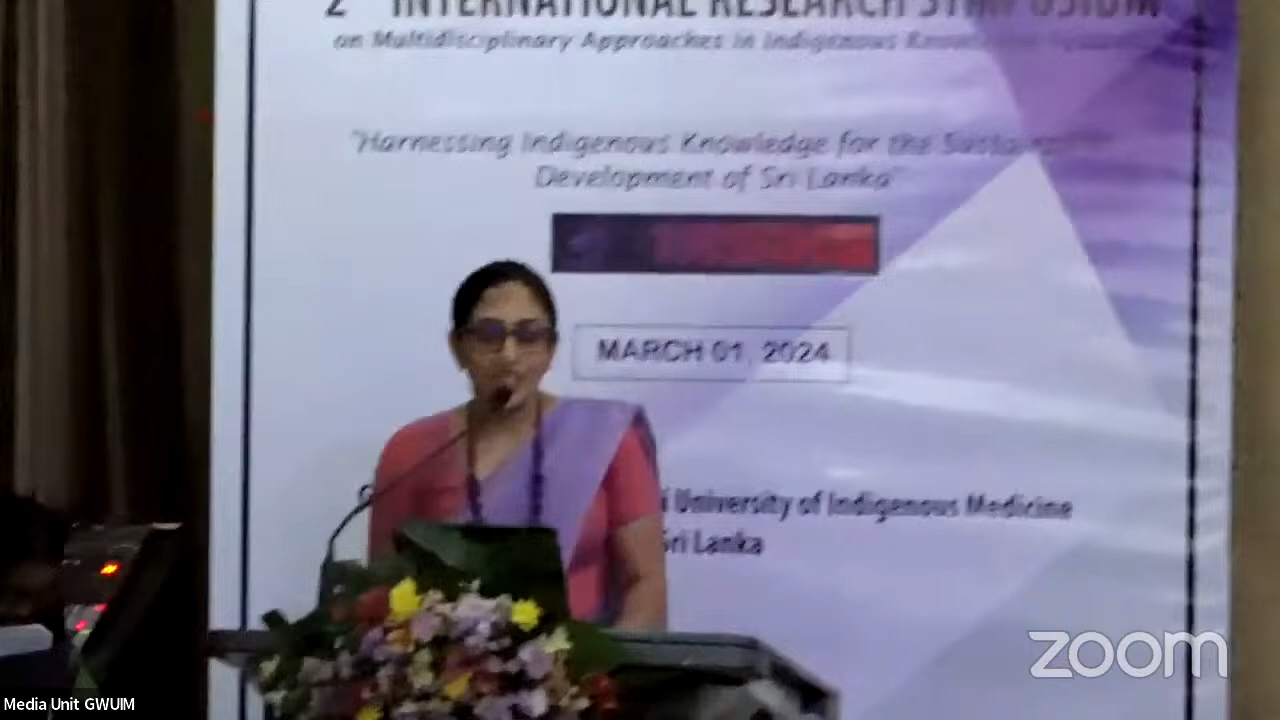 2 INTERNATIONAL RESEARCH SYMPOSIUM
on Multidisciplinary Approaches in Indigenous
"Harnessing Indigenous Knowledge for the
Development of Sri Lanka"
MARCH 01, 2024
University of Indigenous Medicine
Sri Lanka
zoom
Media Unit GWUIM